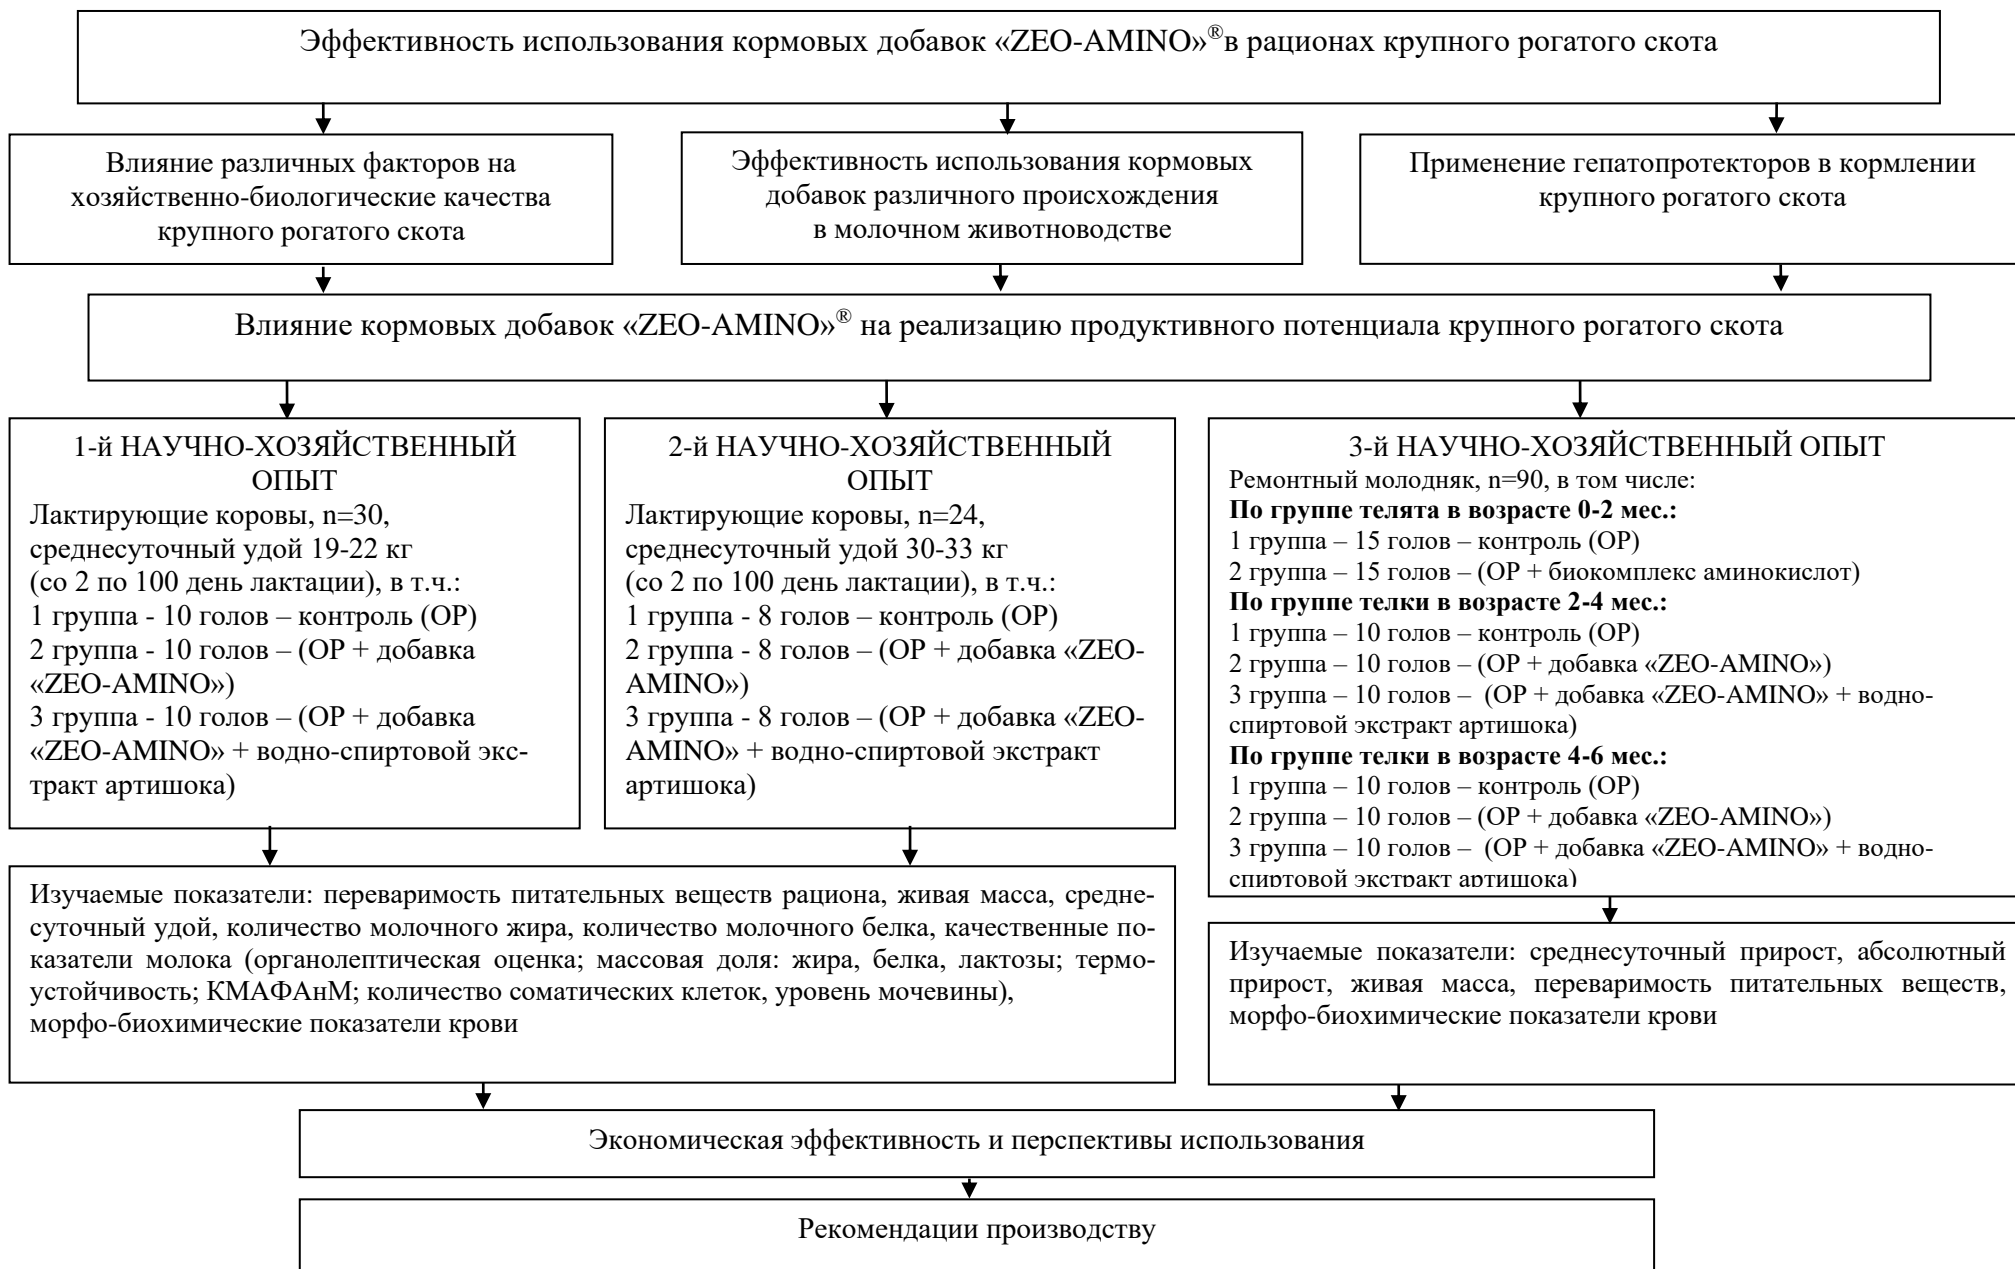 Эффективность использования кормовых добавок «ZEO-AMINO»®в рационах крупного рогатого скота
Влияние различных факторов на
хозяйственно-биологические качества
крупного рогатого скота
Эффективность использования кормовых
добавок различного происхождения
в молочном животноводстве
Применение гепатопротекторов в кормлении
крупного рогатого скота
Влияние кормовых добавок «ZEO-AMINO»® на реализацию продуктивного потенциала крупного рогатого скота
1-й НАУЧНО-ХОЗЯЙСТВЕННЫЙ
ОПЫТ
Лактирующие коровы, n=30,
среднесуточный удой 19-22 кг
(со 2 по 100 день лактации), в т.ч.:
1 группа - 10 голов – контроль (ОР)
2 группа - 10 голов – (ОР + добавка
«ZEO-AMINO»)
3 группа - 10 голов – (ОР + добавка
«ZEO-AMINO» + водно-спиртовой экс-
тракт артишока)
2-й НАУЧНО-ХОЗЯЙСТВЕННЫЙ
ОПЫТ
Лактирующие коровы, n=24,
среднесуточный удой 30-33 кг
(со 2 по 100 день лактации), в т.ч.:
1 группа - 8 голов – контроль (ОР)
2 группа - 8 голов – (ОР + добавка «ZEO-
AMINO»)
3 группа - 8 голов – (ОР + добавка «ZEO-
AMINO» + водно-спиртовой экстракт
артишока)
3-й НАУЧНО-ХОЗЯЙСТВЕННЫЙ ОПЫТ
Ремонтный молодняк, n=90, в том числе:
По группе телята в возрасте 0-2 мес.:
1 группа – 15 голов – контроль (ОР)
2 группа – 15 голов – (ОР + биокомплекс аминокислот)
По группе телки в возрасте 2-4 мес.:
1 группа – 10 голов – контроль (ОР)
2 группа – 10 голов – (ОР + добавка «ZEO-AMINO»)
3 группа – 10 голов – (ОР + добавка «ZEO-AMINO» + водно-
спиртовой экстракт артишока)
По группе телки в возрасте 4-6 мес.:
1 группа – 10 голов – контроль (ОР)
2 группа – 10 голов – (ОР + добавка «ZEO-AMINO»)
3 группа – 10 голов – (ОР + добавка «ZEO-AMINO» + водно-
спиртовой экстракт артишока)
Изучаемые показатели: переваримость питательных веществ рациона, живая масса, средне-
суточный удой, количество молочного жира, количество молочного белка, качественные по-
казатели молока (органолептическая оценка; массовая доля: жира, белка, лактозы; термо-
устойчивость; КМАФАнМ; количество соматических клеток, уровень мочевины),
морфо-биохимические показатели крови
Изучаемые показатели: среднесуточный прирост, абсолютный
прирост, живая масса, переваримость питательных веществ,
морфо-биохимические показатели крови
Экономическая эффективность и перспективы использования
Рекомендации производству